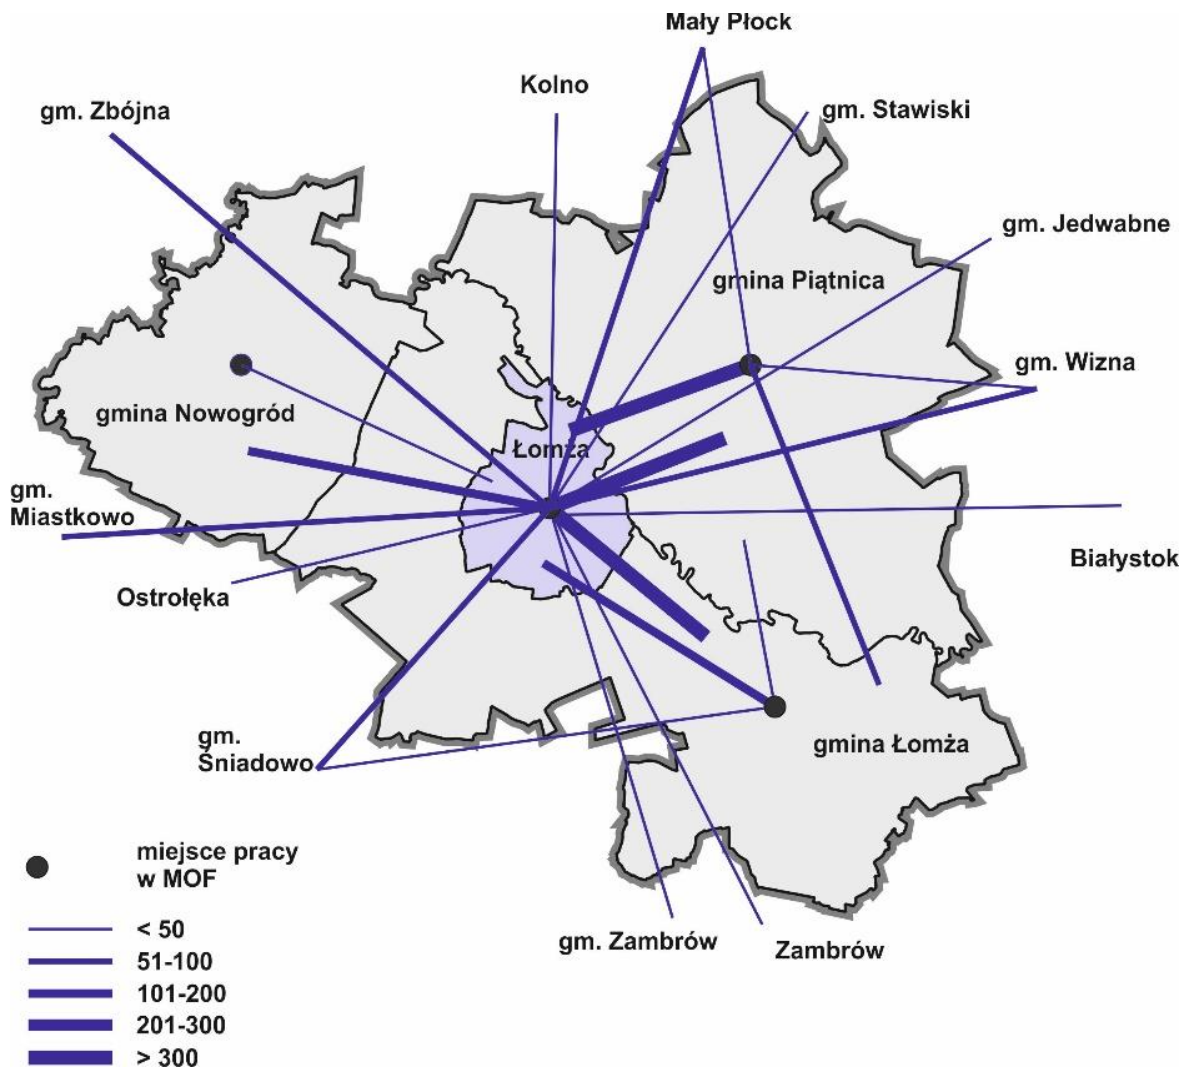 Mały Płock
Kolno
gm. Zbójna
gm. Stawiski
gm. Jedwabne
gmina Piątnica
gm. Wizna
gmina Nowogród
Łomża
gm.
Miastkowo
Białystok
Ostrołęka
gm.
Śniadowo
gmina Łomża
miejsce pracy
w MOF
< 50
gm. Zambrów
Zambrów
51-100
101-200
201-300
> 300